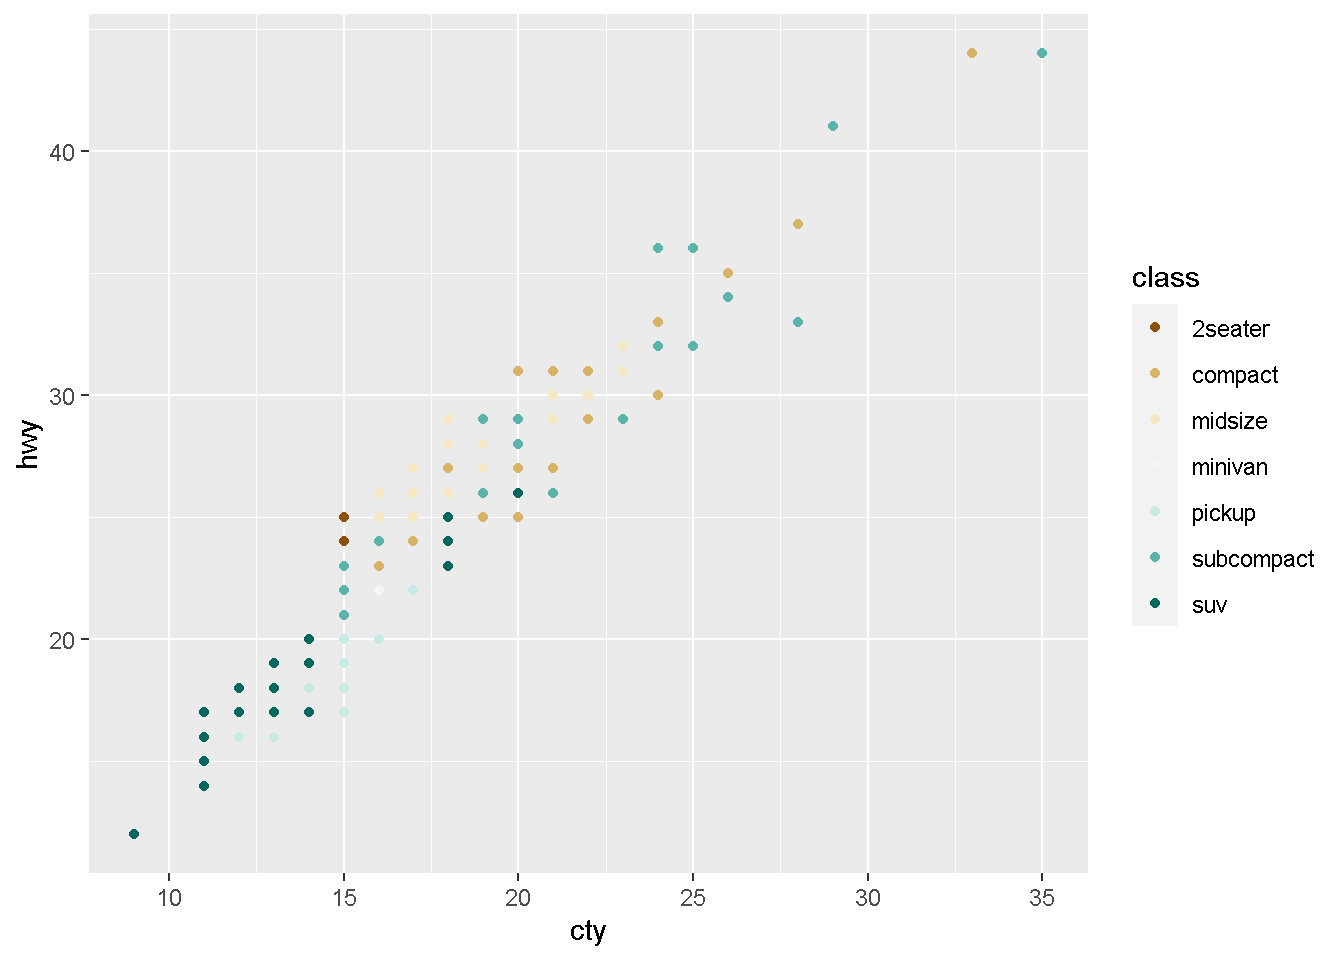 40
30
20
hwy
10 15 20 25 30 35
cty
class
2seater
compact
midsize
minivan
pickup
subcompact
suv